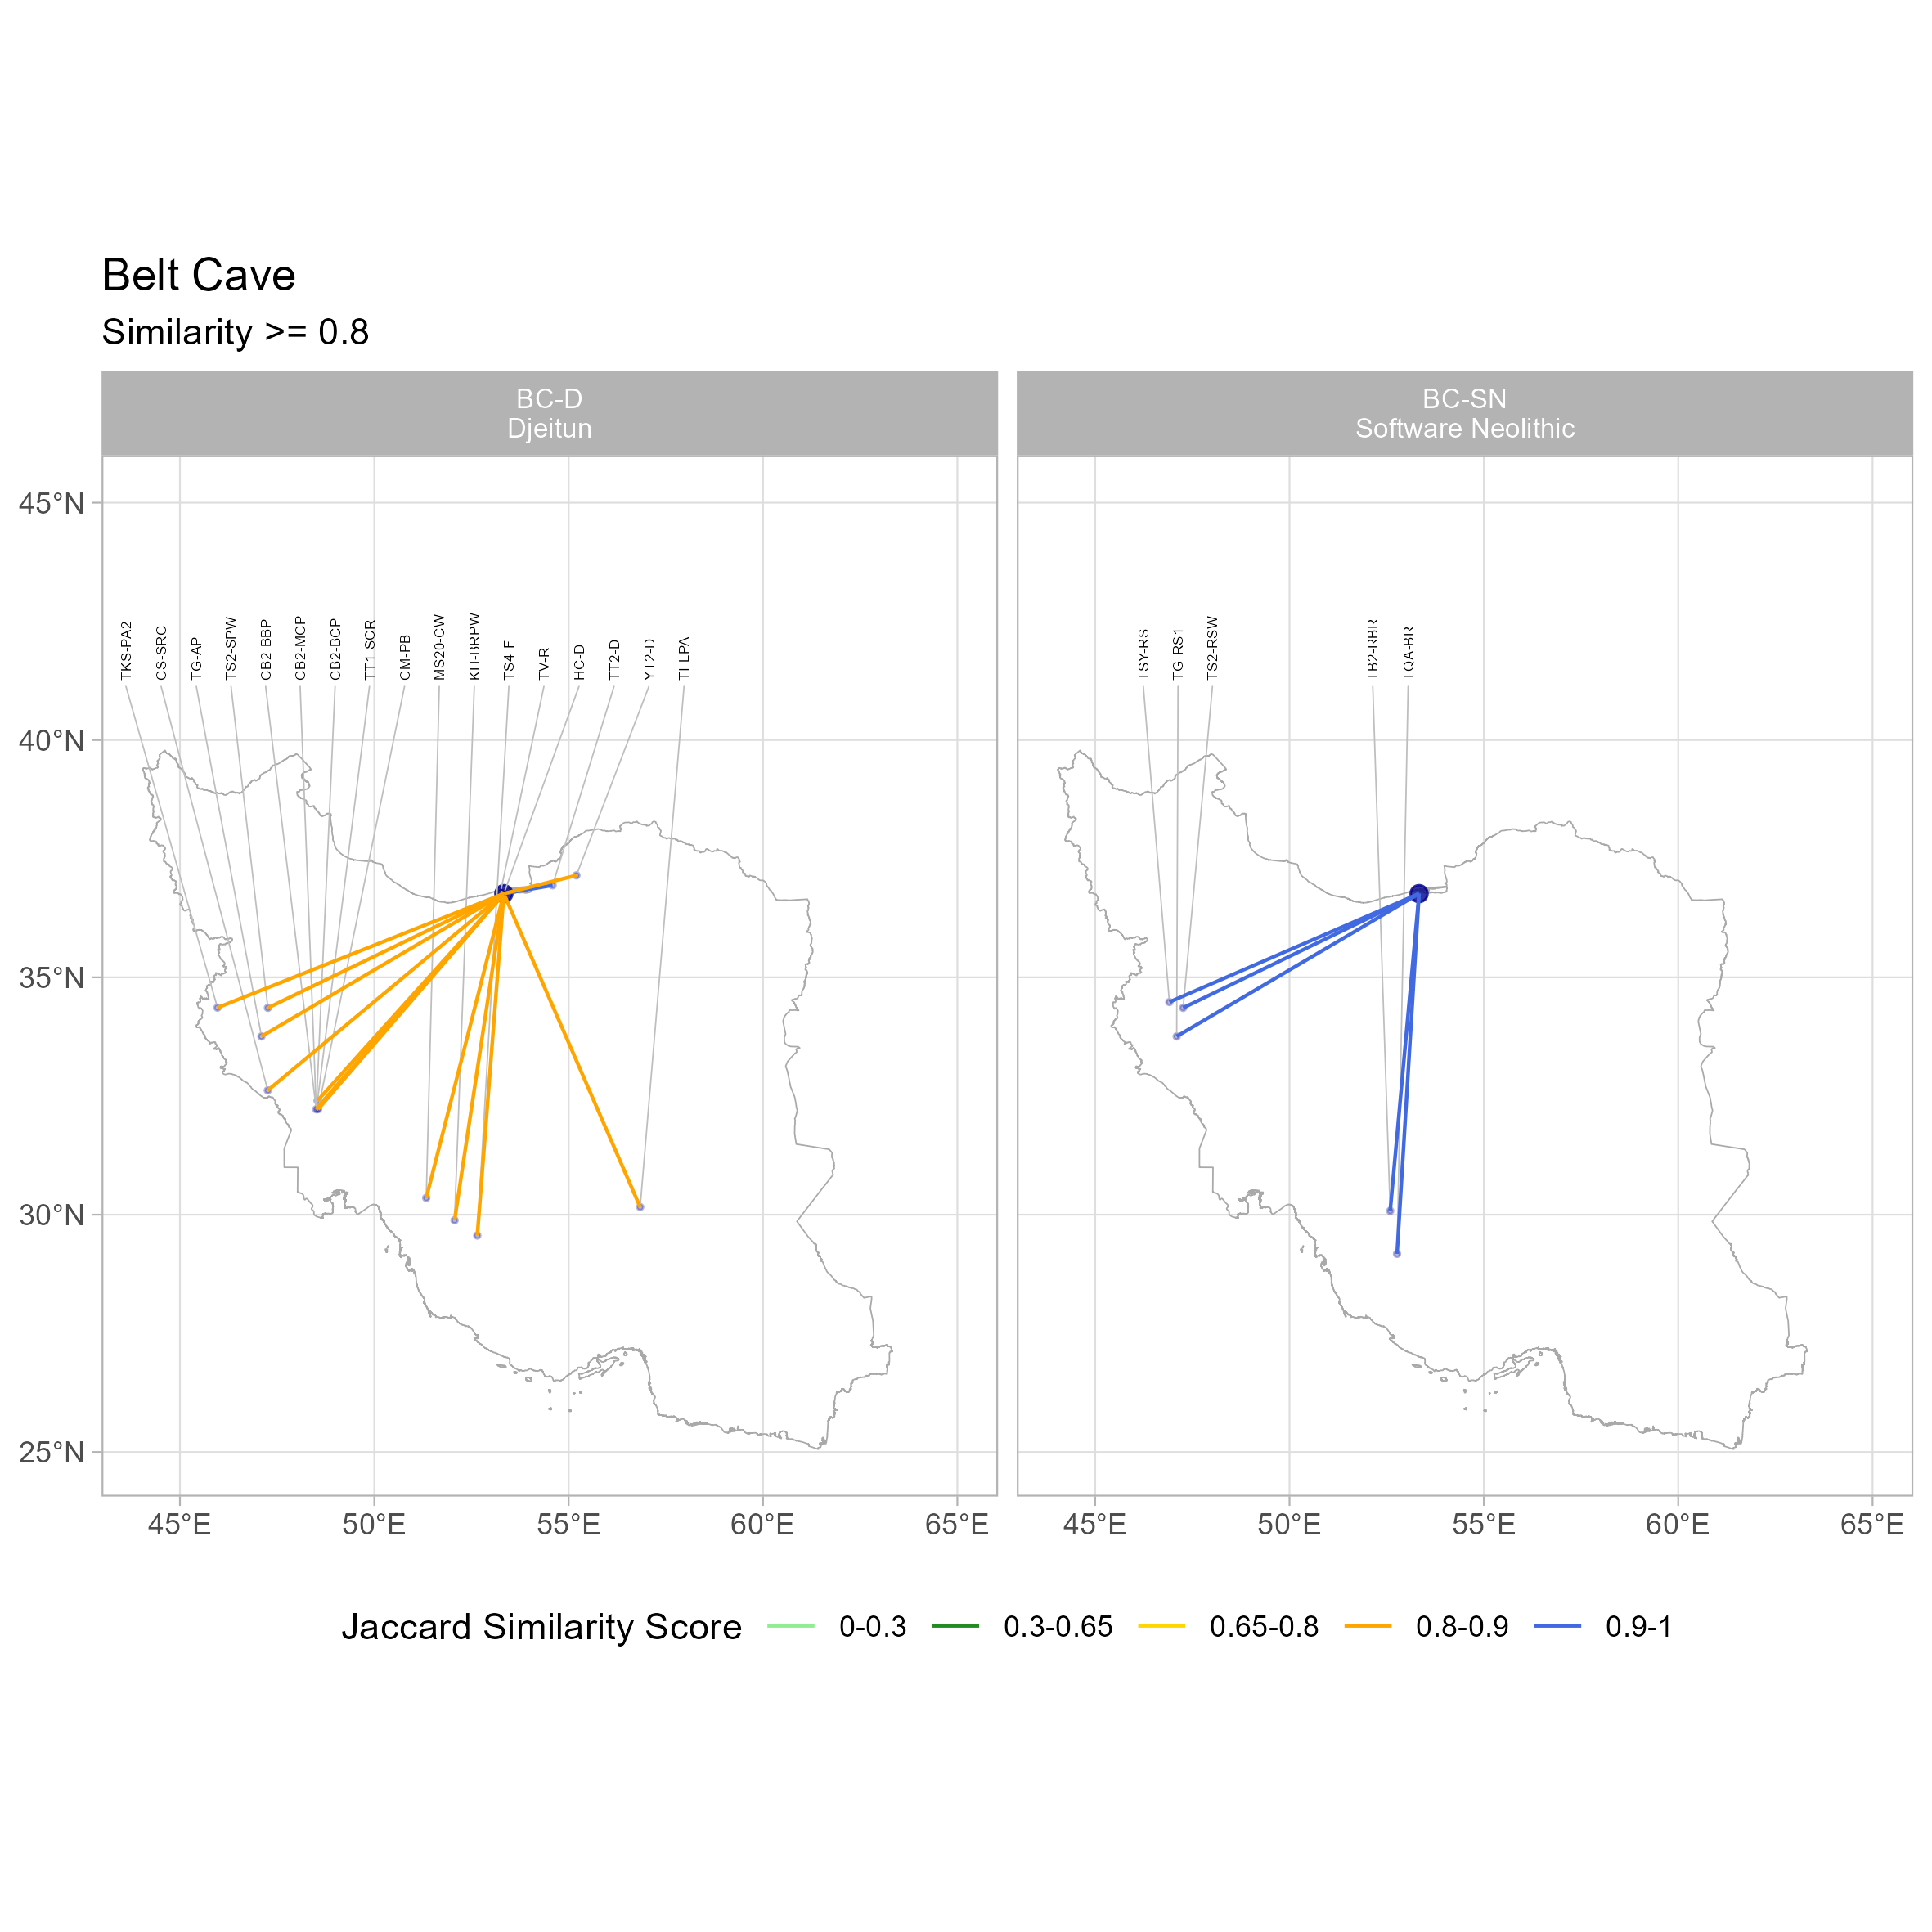 Belt Cave
Similarity >= 0.8
BC-D
Djeitun
BC-SN
Software Neolithic
45°N
40°N
35°N
30°N
25°N
TKS-PA2
CS-SRC
TG-AP
TS2-SPW
CB2-BBP
CB2-MCP
CB2-BCP
TT1-SCR
CM-PB
MS20-CW
KH-BRPW
TS4-F
TV-R
HC-D
TT2-D
YT2-D
TI-LPA
TSY-RS
TG-RS1
TS2-RSW
TB2-RBR
TQA-BR
45°E 50°E 55°E 60°E 65°E
45°E 50°E 55°E 60°E 65°E
Jaccard Similarity Score 0-0.3 0.3-0.65 0.65-0.8 0.8-0.9 0.9-1